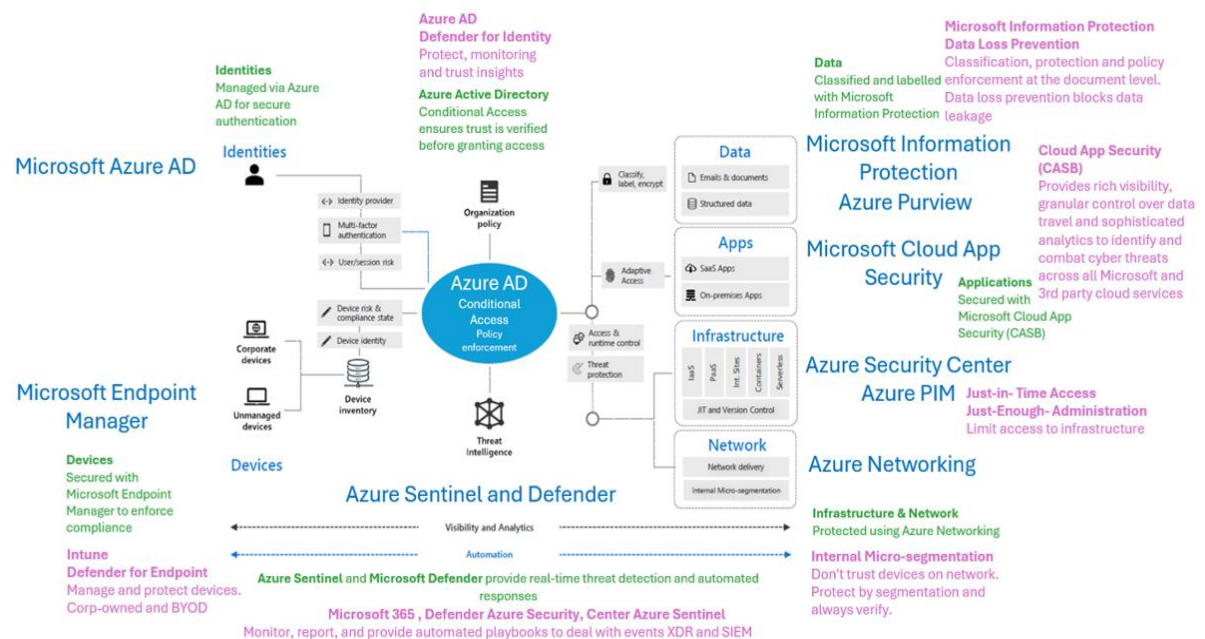 Azure AD
Defender for Identity
Protect, monitoring
and trust insights
Azure Active Directory
Conditional Access
ensures trust is verified
before granting access
Identities
Managed via Azure
AD for secure
authentication
Microsoft Information Protection
Data Loss Prevention
Classification, protection and policy
enforcement at the document level.
Data loss prevention blocks data
leakage
Data
Classified and labelled
with Microsoft
Information Protection
Microsoft Azure AD
Identities
Identity provider
Multi-factor
authentication
User/session risk
Organization
policy
Classify,
label, encrypt
Data
Emails & documents
Structured data
Microsoft Information
Protection
Azure Purview
Cloud App Security
(CASB)
Provides rich visibility,
granular control over data
travel and sophisticated
analytics to identify and
combat cyber threats
across all Microsoft and
3rd party cloud services
Azure AD
Conditional
Access
Policy
enforcement
Adaptive
Access
Apps
SaaS Apps
On-premises Apps
Microsoft Cloud App
Security
Applications
Secured with
Microsoft Cloud App
Security (CASB)
Device risk &
compliance state
Device identity
Corporate
devices
Unmanaged
devices
Device
inventory
Microsoft Endpoint
Manager
Devices
Threat
Intelligence
Access &
runtime control
Threat
protection
Infrastructure
IaaS
PaaS
Int. Sites
Containers
Serverless
JIT and Version Control
Azure Security Center
Azure PIM
Just-in- Time Access
Just-Enough- Administration
Limit access to infrastructure
Network
Network delivery
Internal Micro-segmentation
Azure Networking
Devices
Secured with
Microsoft Endpoint
Manager to enforce
compliance
Intune
Defender for Endpoint
Manage and protect devices.
Corp-owned and BYOD
Azure Sentinel and Defender
Visibility and Analytics
Automation
Azure Sentinel and Microsoft Defender provide real-time threat detection and automated
responses
Microsoft 365 , Defender Azure Security, Center Azure Sentinel
Monitor, report, and provide automated playbooks to deal with events XDR and SIEM
Infrastructure & Network
Protected using Azure Networking
Internal Micro-segmentation
Don't trust devices on network.
Protect by segmentation and
always verify.